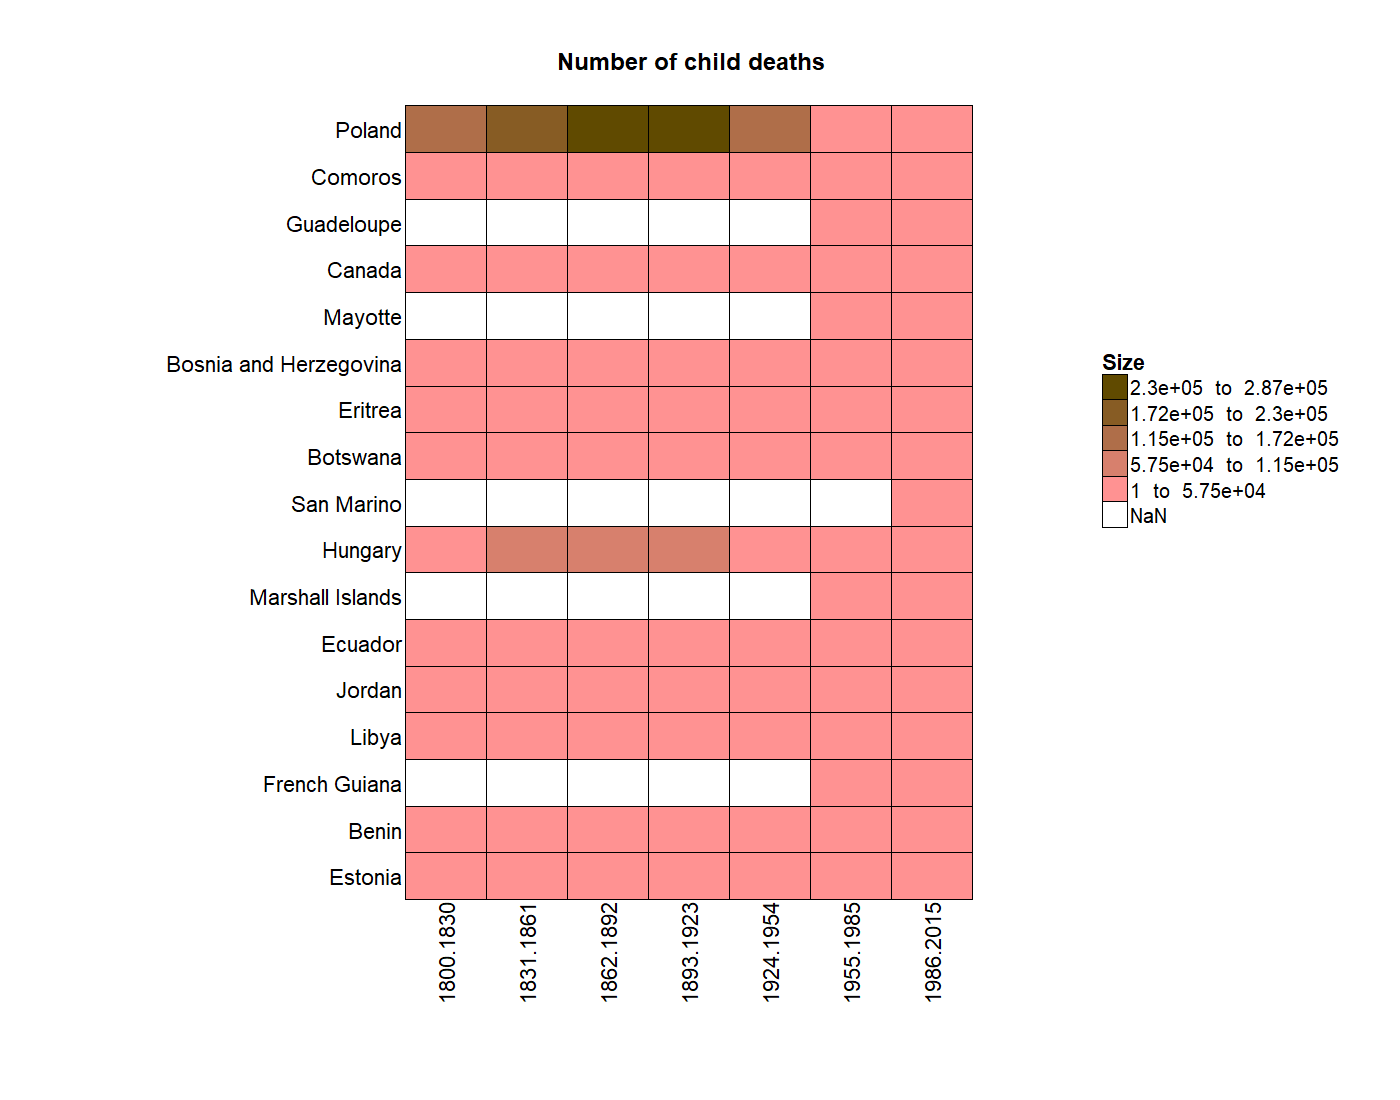 Number of child deaths
Poland
Comoros
Guadeloupe
Canada
Mayotte
Bosnia and Herzegovina
Eritrea
Botswana
San Marino
Hungary
Marshall Islands
Ecuador
Jordan
Libya
French Guiana
Benin
Estonia
1800.1830
1831.1861
1862.1892
1893.1923
1924.1954
1955.1985
1986.2015
Size
2.3e+05 to 2.87e+05
1.72e+05 to 2.3e+05
1.15e+05 to 1.72e+05
5.75e+04 to 1.15e+05
1 to 5.75e+04
NaN